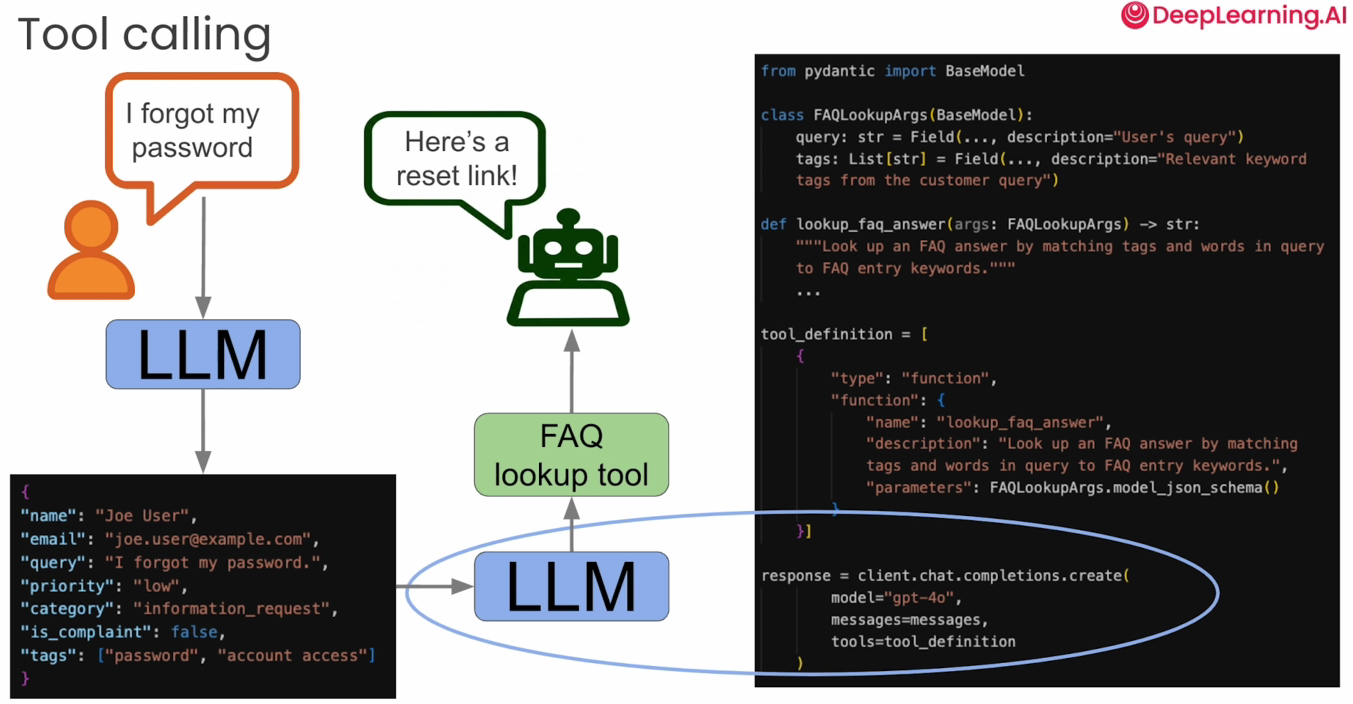 Tool calling
DeepLearning.AI
I forgot my
password
Here's a
reset link!
LLM
{
"name": "Joe User",
"email": "joe.user@example.com",
"query": "I forgot my password.",
"priority": "low",
"category": "information_request",
"is_complaint": false,
"tags": ["password", "account access"]
}
LLM
FAQ
lookup tool
from pydantic import BaseModel
class FAQLookupArgs(BaseModel):
query: str = Field(..., description="User's query")
tags: List[str] = Field(..., description="Relevant keyword
tags from the customer query")
def lookup_faq_answer(args: FAQLookupArgs) -> str:
"""Look up an FAQ answer by matching tags and words in query
to FAQ entry keywords."""
...
tool_definition = [
{
"type": "function",
"function": {
"name": "lookup_faq_answer",
"description": "Look up an FAQ answer by matching
tags and words in query to FAQ entry keywords.",
"parameters": FAQLookupArgs.model_json_schema()
}
}]
response = client.chat.completions.create(
model="gpt-4o",
messages=messages,
tools=tool_definition
)